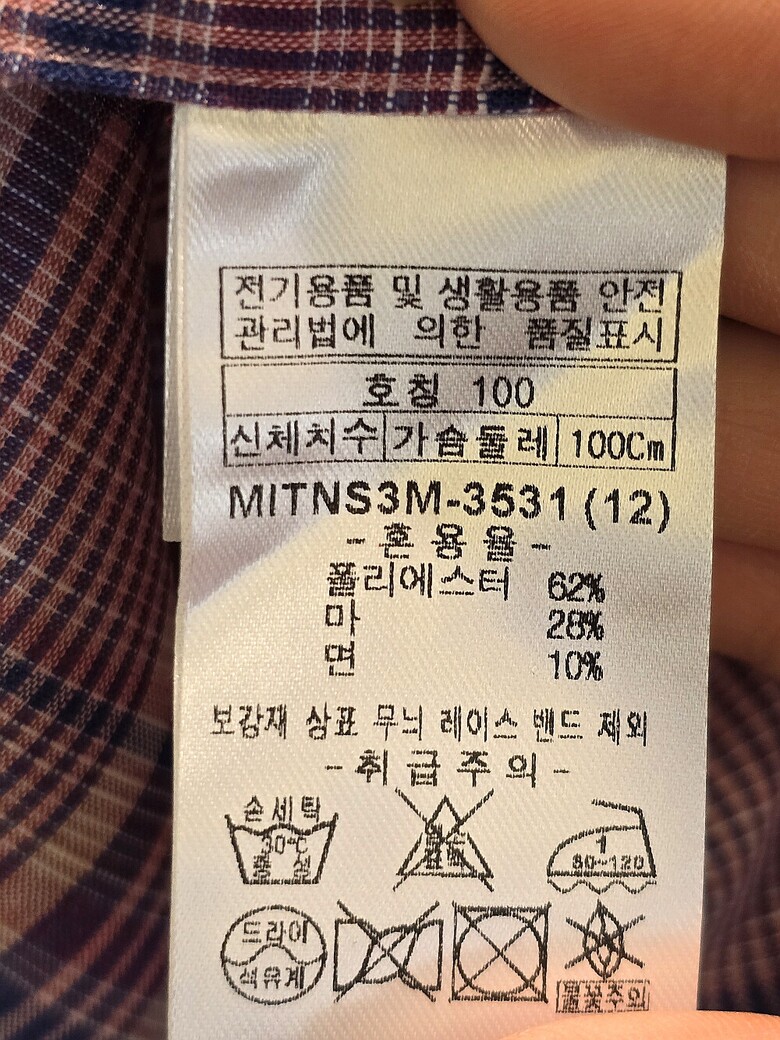 전기용품 및 생활용품 안전
관리법에 의한 품질표시
호칭 100
신체치수 가슴둘레 100Cm
MITNS3M-3531(12)
-혼용율-
폴리에스터 62%
마 28%
면 10%
보강재 상표 무늬 레이스 밴드 제외
-취급주의-
손세탁
30℃
중성
1
80~120
드라이
석유계
불꽃주의